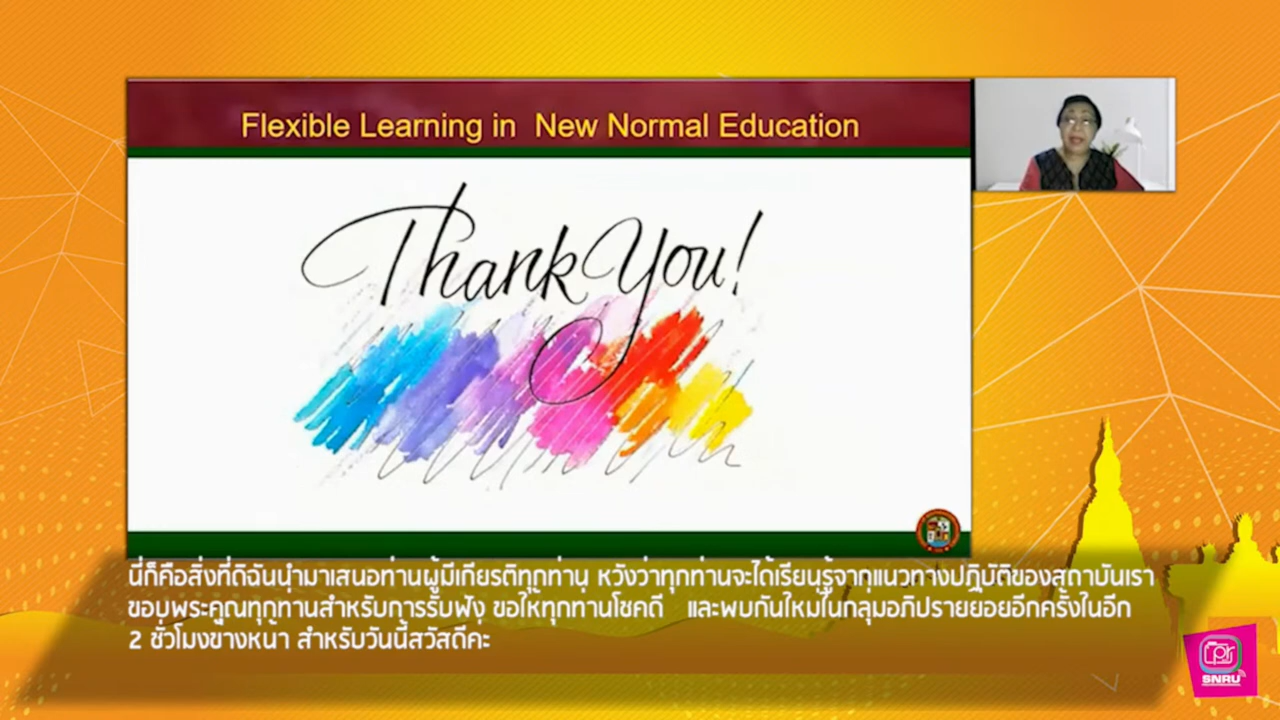 Flexible Learning in New Normal Education
Thank You!
นี่ก็คือสิ่งที่ดิฉันนำมาเสนอท่านผู้มีเกียรติทุกท่าน หวังว่าทุกท่านจะได้เรียนรู้จากแนวทางปฏิบัติของสถาบันเรา
ขอบพระคุณทุกท่านสำหรับการรับฟัง ขอให้ทุกท่านโชคดี และพบกันใหม่ในกลุ่มอภิปรายย่อยอีกครั้งในอีก
2 ชั่วโมงข้างหน้า สำหรับวันนี้สวัสดีค่ะ
pr
SNRU